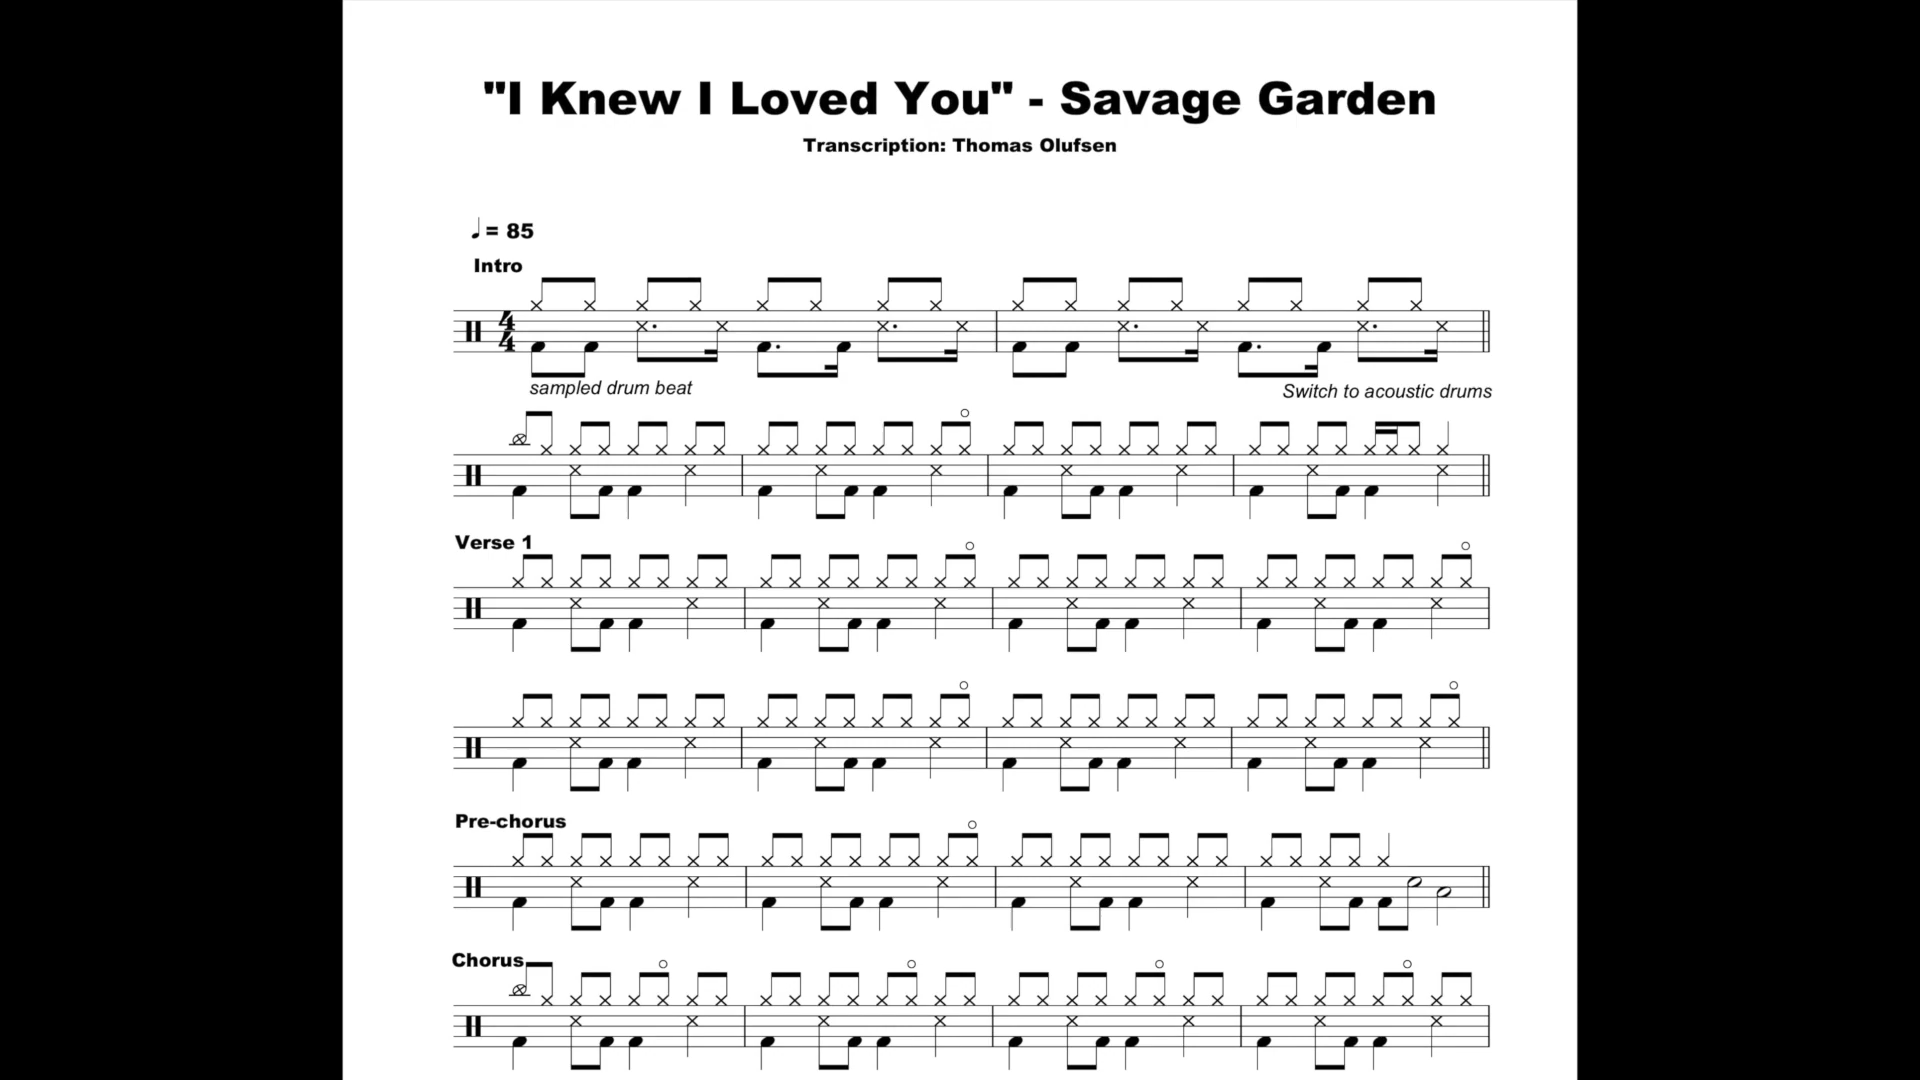 "I Knew I Loved You" - Savage Garden
Transcription: Thomas Olufsen
♩ = 85
Intro
4/4
sampled drum beat
Switch to acoustic drums
Verse 1
Pre-chorus
Chorus